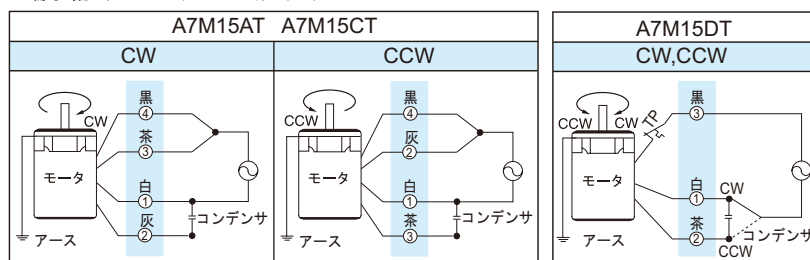 A7M15AT A7M15CT
CW
CCW
CW
モータ
アース
黒
④
茶
③
白
①
灰
②
コンデンサ
CCW
モータ
アース
黒
④
灰
②
白
①
茶
③
コンデンサ
A7M15DT
CW,CCW
CCW
CW
TP
モータ
アース
黒
③
白
①
茶
②
CW
コンデンサ
CCW